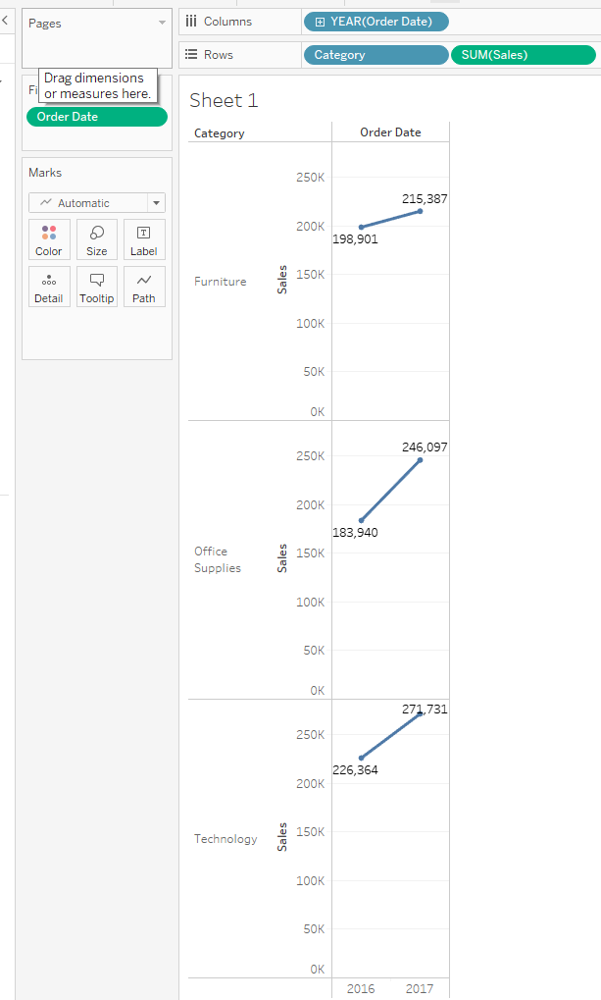 Pages
Columns
YEAR(Order Date)
Rows
Category
SUM(Sales)
Drag dimensions
or measures here.
Order Date
Marks
Automatic
Color
Size
Label
Detail
Tooltip
Path
Sheet 1
Category
Order Date
Furniture
Sales
250K
200K
150K
100K
50K
0K
215,387
198,901
Office
Supplies
Sales
250K
200K
150K
100K
50K
0K
246,097
183,940
Technology
Sales
250K
200K
150K
100K
50K
0K
271,731
226,364
2016
2017